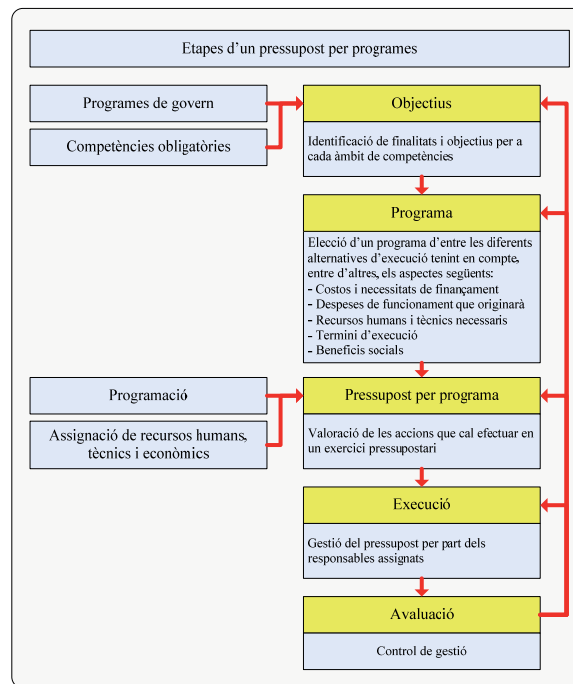 Etapes d'un pressupost per programes
Programes de govern
Competències obligatòries
Objectius
Identificació de finalitats i objectius per a
cada àmbit de competències
Programa
Elecció d'un programa d'entre les diferents
alternatives d'execució tenint en compte,
entre d'altres, els aspectes següents:
- Costos i necessitats de finançament
- Despeses de funcionament que originarà
- Recursos humans i tècnics necessaris
- Termini d'execució
- Beneficis socials
Programació
Assignació de recursos humans,
tècnics i econòmics
Pressupost per programa
Valoració de les accions que cal efectuar en
un exercici pressupostari
Execució
Gestió del pressupost per part dels
responsables assignats
Avaluació
Control de gestió